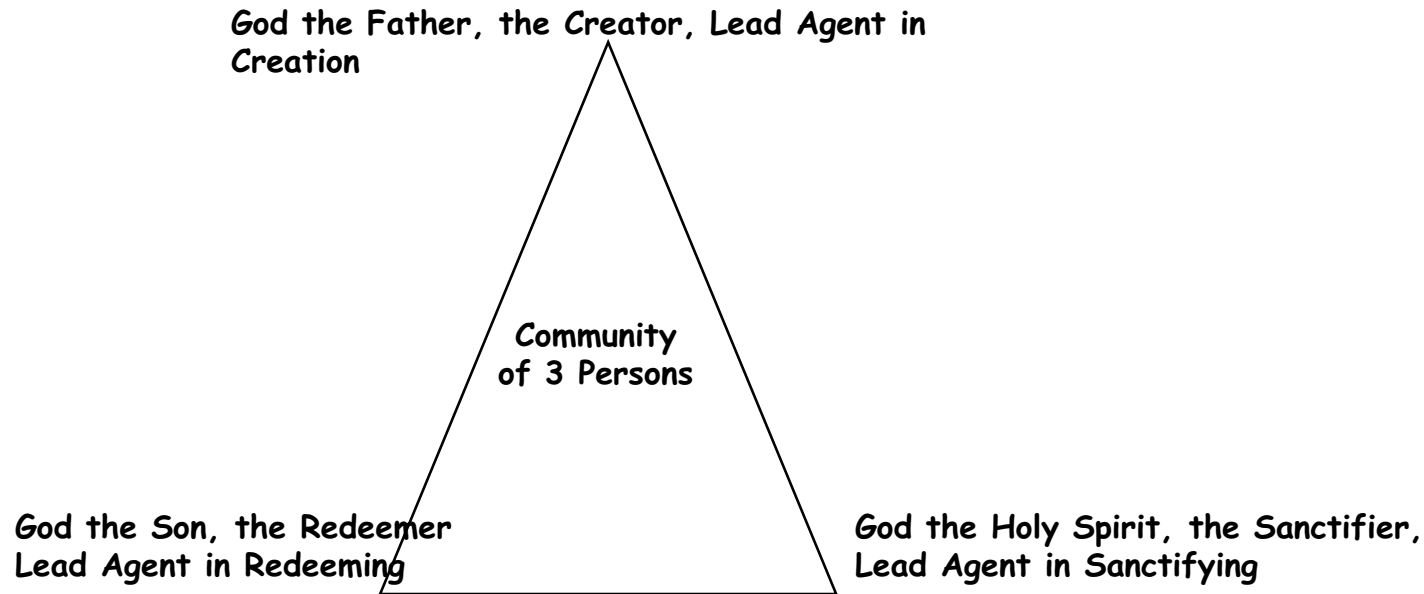 God the Father, the Creator, Lead Agent in
Creation
Community
of 3 Persons
God the Son, the Redeemer
Lead Agent in Redeeming
God the Holy Spirit, the Sanctifier,
Lead Agent in Sanctifying